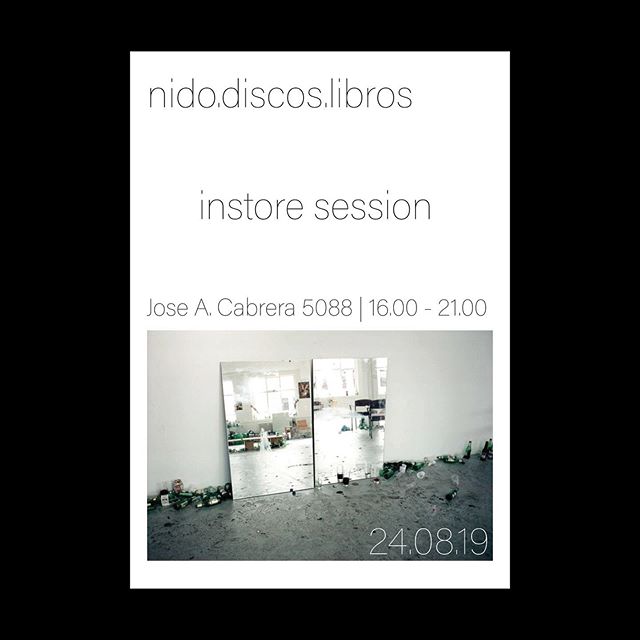 nido.discos.libros
instore session
Jose A. Cabrera 5088 | 16.00 - 21.00
24.08.19